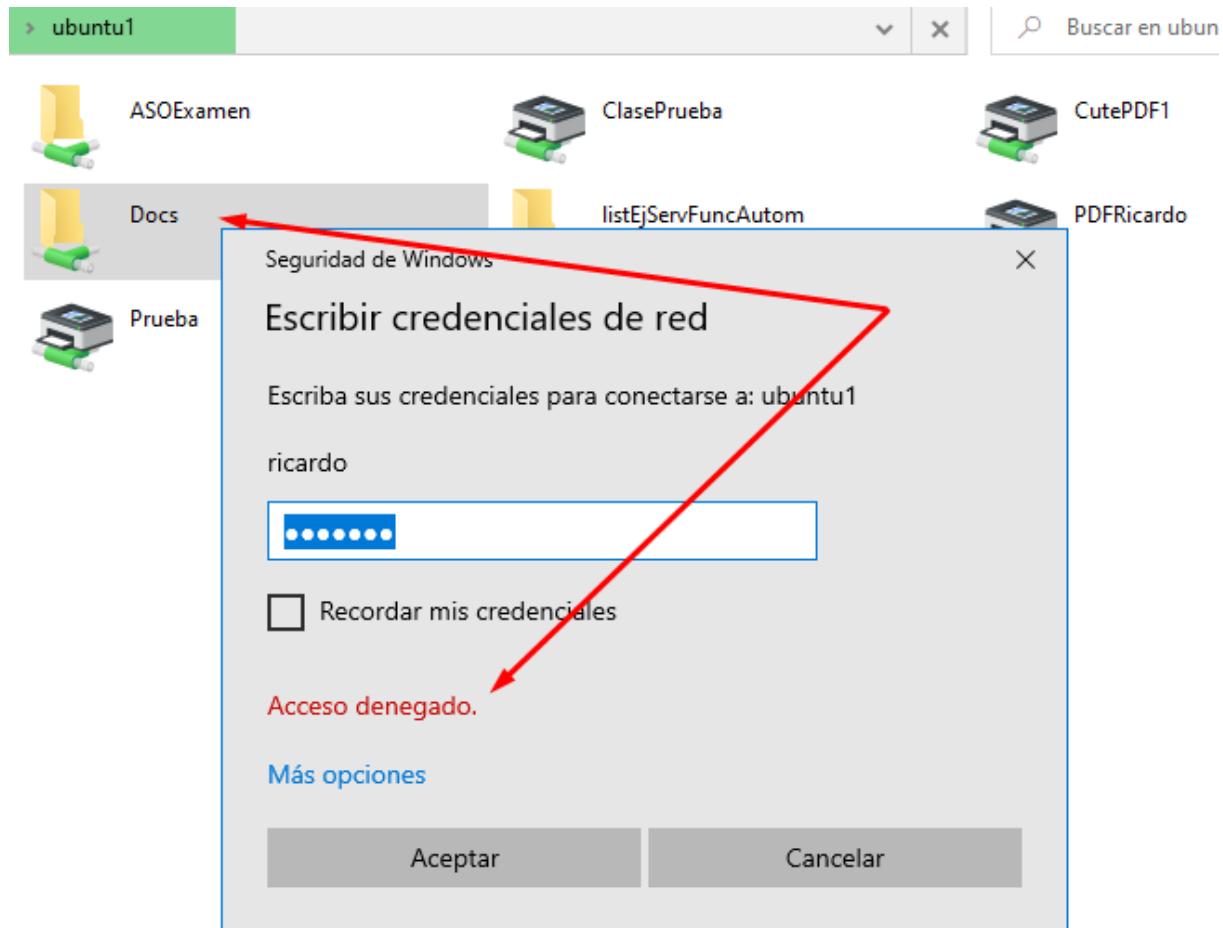 ubuntu1
Buscar en ubun
ASOExamen
ClasePrueba
CutePDF1
Docs
listEjServFuncAutom
PDFRicardo
Prueba
Seguridad de Windows
Escribir credenciales de red
Escriba sus credenciales para conectarse a: ubuntu1
ricardo
Recordar mis credenciales
Acceso denegado.
Más opciones
Aceptar
Cancelar